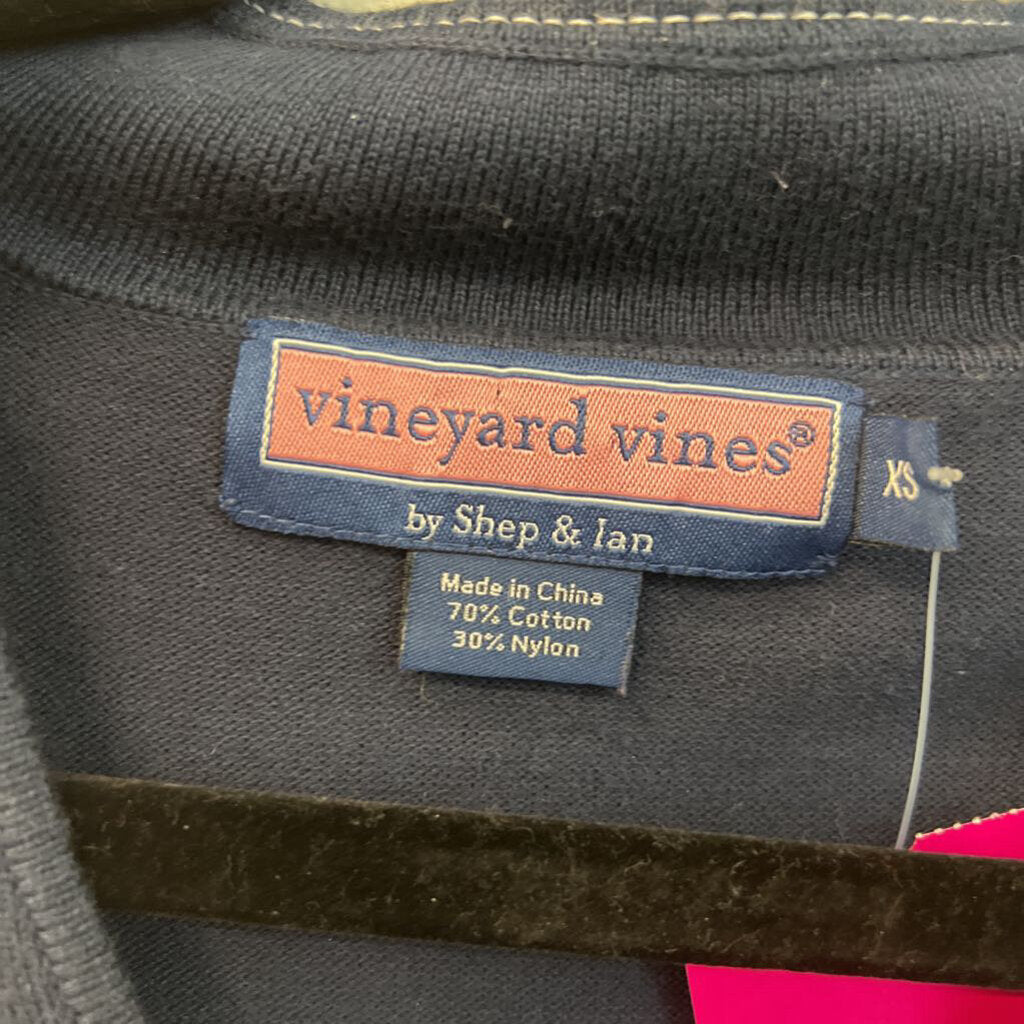 vineyard vines®
by Shep & Ian
XS
Made in China
70% Cotton
30% Nylon